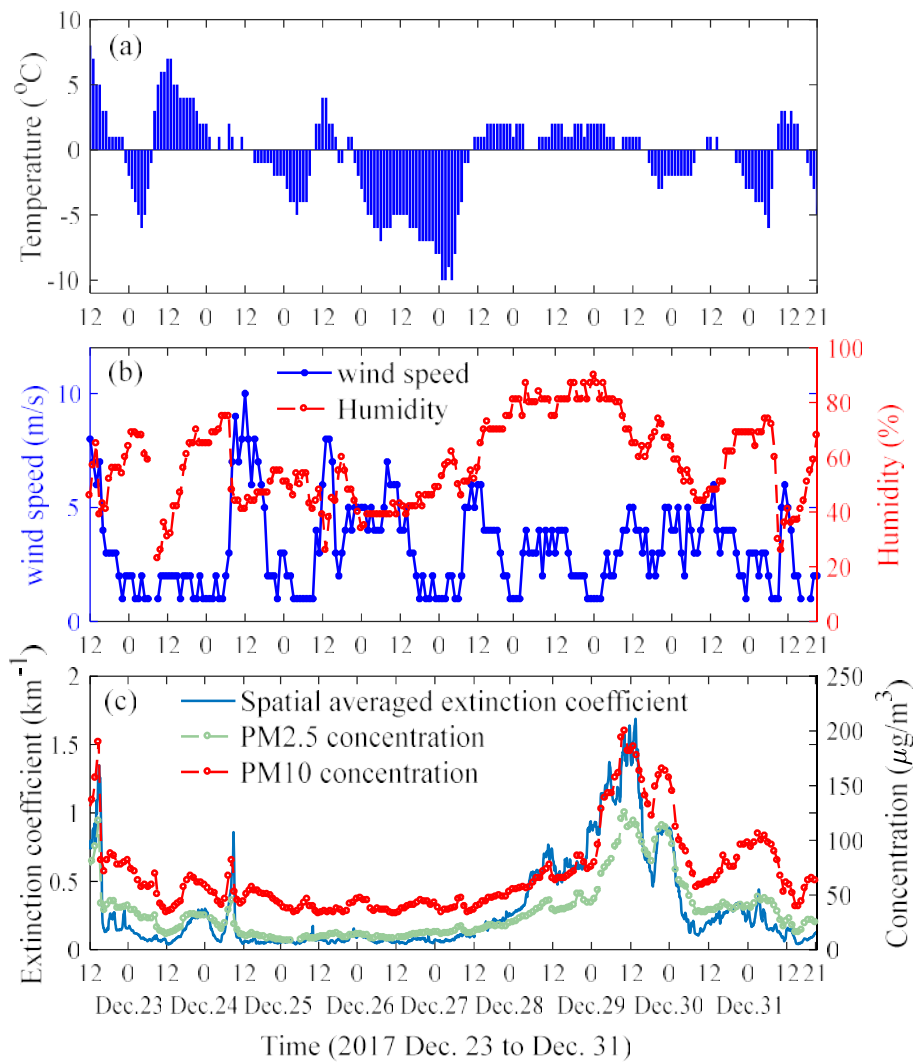 (a)
Temperature (°C)
10
5
0
-5
-10
12 0 12 0 12 0 12 0 12 0 12 0 12 0 12 0 12 0 12 21
(b)
wind speed
Humidity
wind speed (m/s)
10
5
0
Humidity (%)
100
80
60
40
20
0
12 0 12 0 12 0 12 0 12 0 12 0 12 0 12 0 12 0 12 21
(c)
Spatial averaged extinction coefficient
PM2.5 concentration
PM10 concentration
Extinction coefficient (km⁻¹)
2
1.5
1
0.5
0
Concentration (μg/m³)
250
200
150
100
50
0
12 0 12 0 12 0 12 0 12 0 12 0 12 0 12 0 12 0 12 21
Dec.23 Dec.24 Dec.25 Dec.26 Dec.27 Dec.28 Dec.29 Dec.30 Dec.31
Time (2017 Dec. 23 to Dec. 31)